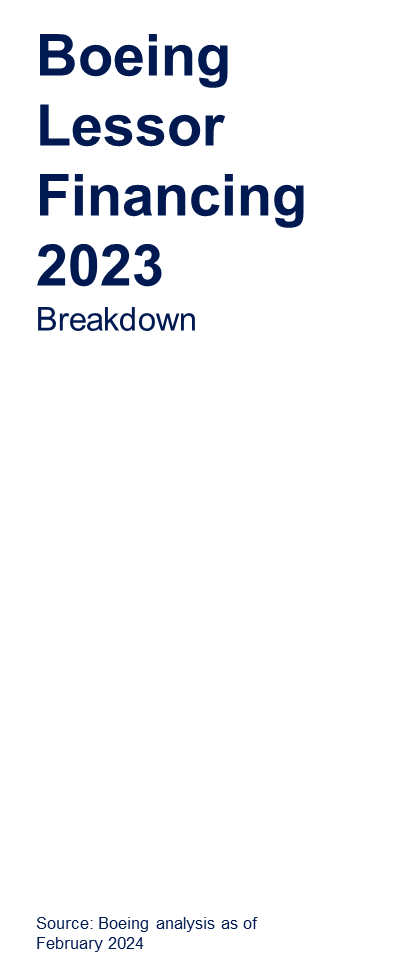 Boeing
Lessor
Financing
2023
Breakdown
Source: Boeing analysis as of
February 2024